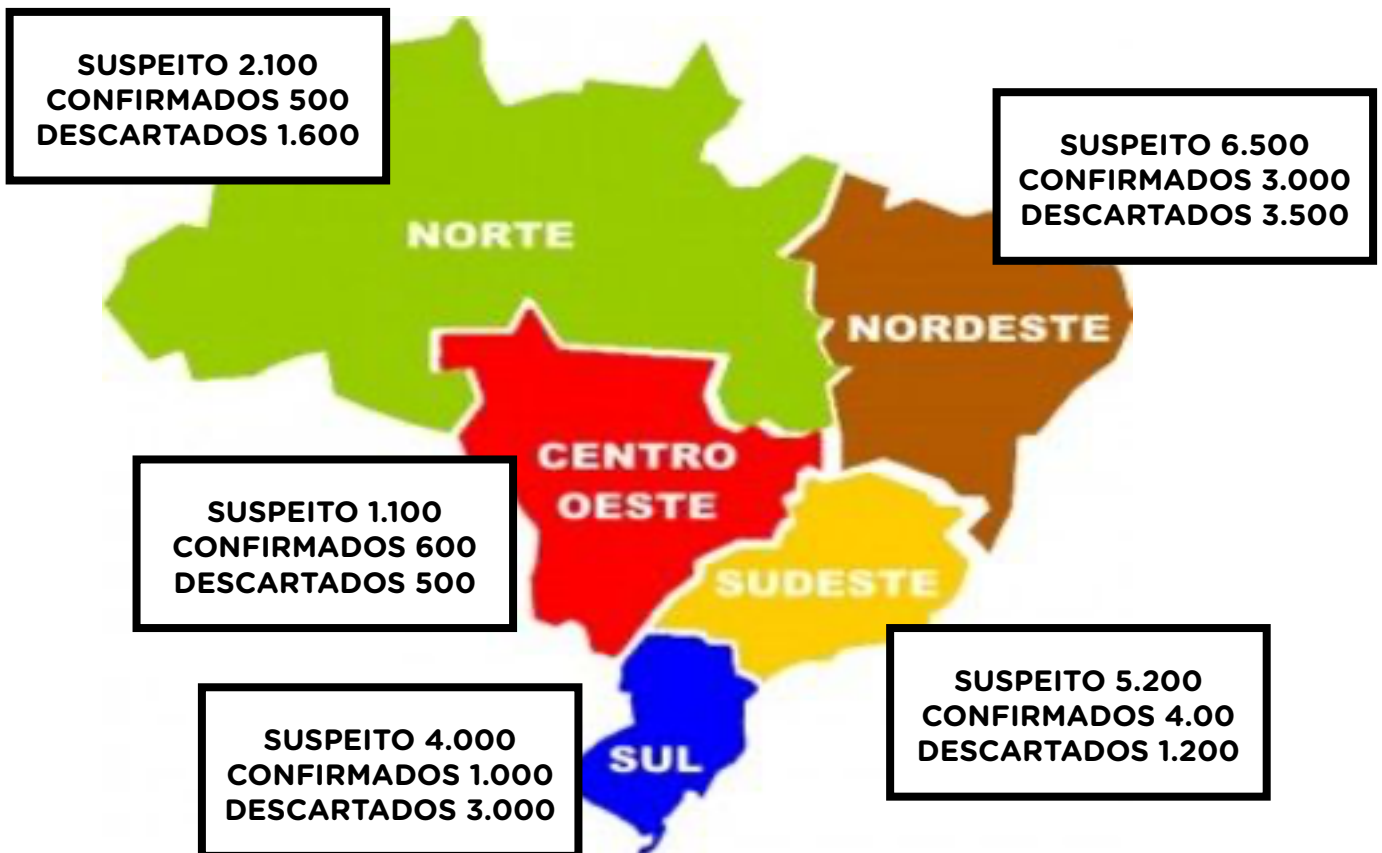 SUSPEITO 2.100
CONFIRMADOS 500
DESCARTADOS 1.600
SUSPEITO 6.500
CONFIRMADOS 3.000
DESCARTADOS 3.500
NORTE
NORDESTE
CENTRO
OESTE
SUSPEITO 1.100
CONFIRMADOS 600
DESCARTADOS 500
SUDESTE
SUSPEITO 5.200
CONFIRMADOS 4.00
DESCARTADOS 1.200
SUSPEITO 4.000
CONFIRMADOS 1.000
DESCARTADOS 3.000
SUL